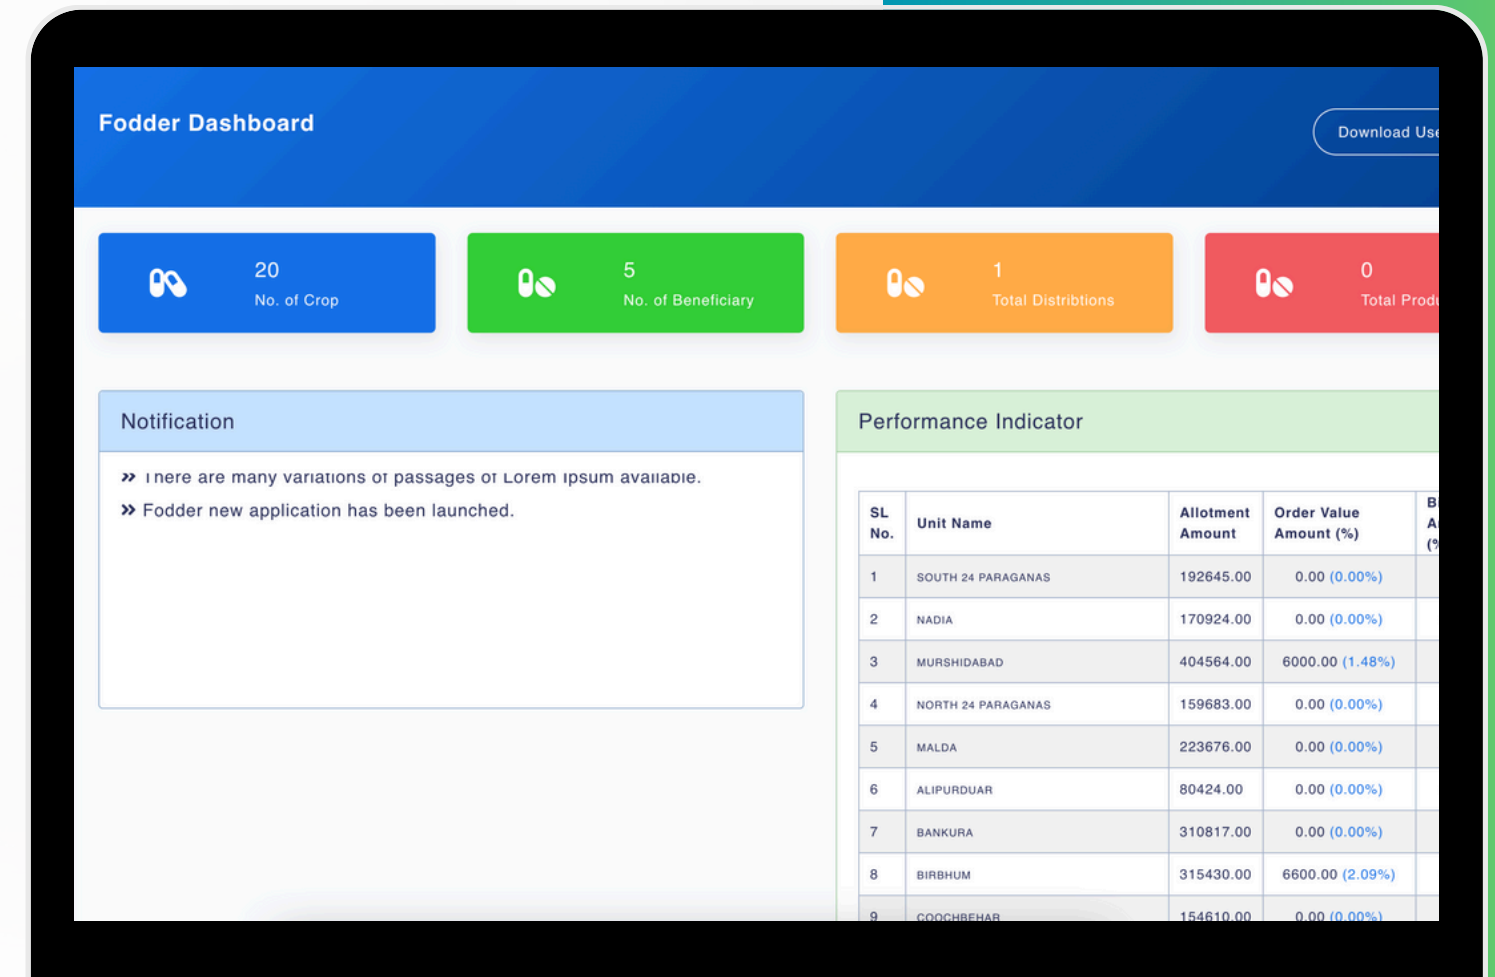 Fodder Dashboard
Download Use
20
No. of Crop
5
No. of Beneficiary
1
Total Distribtions
0
Total Produ
Notification
» There are many variations of passages of Lorem Ipsum available.
» Fodder new application has been launched.
Performance Indicator
SL No. Unit Name Allotment Amount Order Value Amount (%)
1 SOUTH 24 PARAGANAS 192645.00 0.00 (0.00%)
2 NADIA 170924.00 0.00 (0.00%)
3 MURSHIDABAD 404564.00 6000.00 (1.48%)
4 NORTH 24 PARAGANAS 159683.00 0.00 (0.00%)
5 MALDA 223676.00 0.00 (0.00%)
6 ALIPURDUAR 80424.00 0.00 (0.00%)
7 BANKURA 310817.00 0.00 (0.00%)
8 BIRBHUM 315430.00 6600.00 (2.09%)
9 COOCHBEHAR 154610.00 0.00 (0.00%)